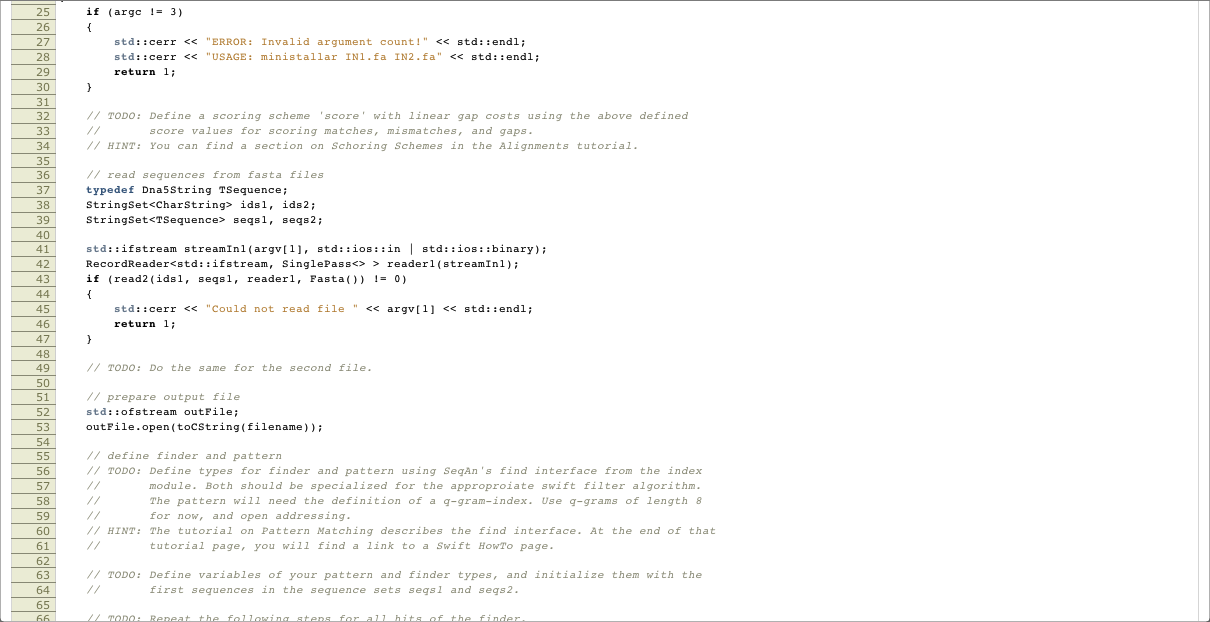 25 if (argc != 3)
26 {
27 std::cerr << "ERROR: Invalid argument count!" << std::endl;
28 std::cerr << "USAGE: ministallar IN1.fa IN2.fa" << std::endl;
29 return 1;
30 }
31
32 // TODO: Define a scoring scheme 'score' with linear gap costs using the above defined
33 // score values for scoring matches, mismatches, and gaps.
34 // HINT: You can find a section on Schoring Schemes in the Alignments tutorial.
35
36 // read sequences from fasta files
37 typedef Dna5String TSequence;
38 StringSet<CharString> ids1, ids2;
39 StringSet<TSequence> seqs1, seqs2;
40
41 std::ifstream streamIn1(argv[1], std::ios::in | std::ios::binary);
42 RecordReader<std::ifstream, SinglePass<> > reader1(streamIn1);
43 if (read2(ids1, seqs1, reader1, Fasta()) != 0)
44 {
45 std::cerr << "Could not read file " << argv[1] << std::endl;
46 return 1;
47 }
48
49 // TODO: Do the same for the second file.
50
51 // prepare output file
52 std::ofstream outFile;
53 outFile.open(toCString(filename));
54
55 // define finder and pattern
56 // TODO: Define types for finder and pattern using SeqAn's find interface from the index
57 // module. Both should be specialized for the approproiate swift filter algorithm.
58 // The pattern will need the definition of a q-gram-index. Use q-grams of length 8
59 // for now, and open addressing.
60 // HINT: The tutorial on Pattern Matching describes the find interface. At the end of that
61 // tutorial page, you will find a link to a Swift HowTo page.
62
63 // TODO: Define variables of your pattern and finder types, and initialize them with the
64 // first sequences in the sequence sets seqs1 and seqs2.
65
66 // TODO: Repeat the following steps for all hits of the finder.